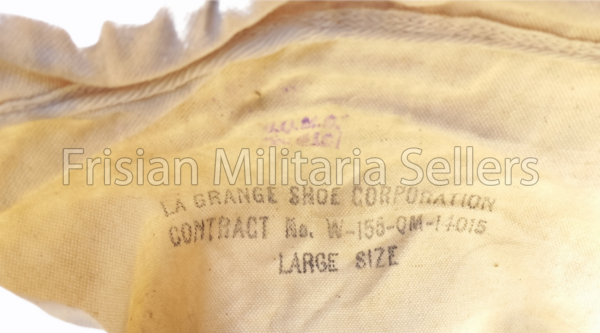 Frisian Militaria Sellers
LA GRANGE SHOE CORPORATION
CONTRACT No. W-156-QM-14015
LARGE SIZE